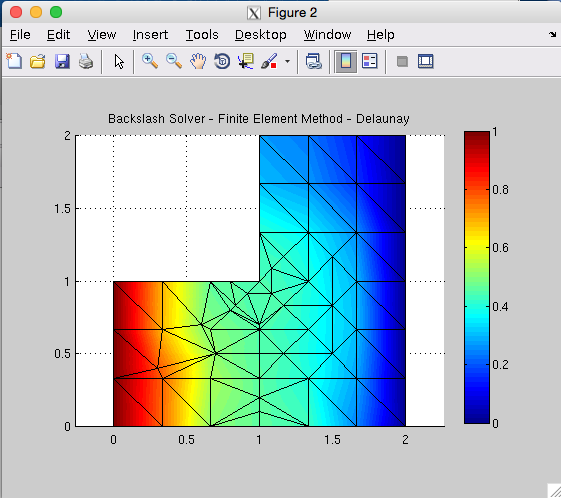 Figure 2
File Edit View Insert Tools Desktop Window Help
Backslash Solver - Finite Element Method - Delaunay
2
1.5
1
0.5
0
0 0.5 1 1.5 2
1
0.8
0.6
0.4
0.2
0